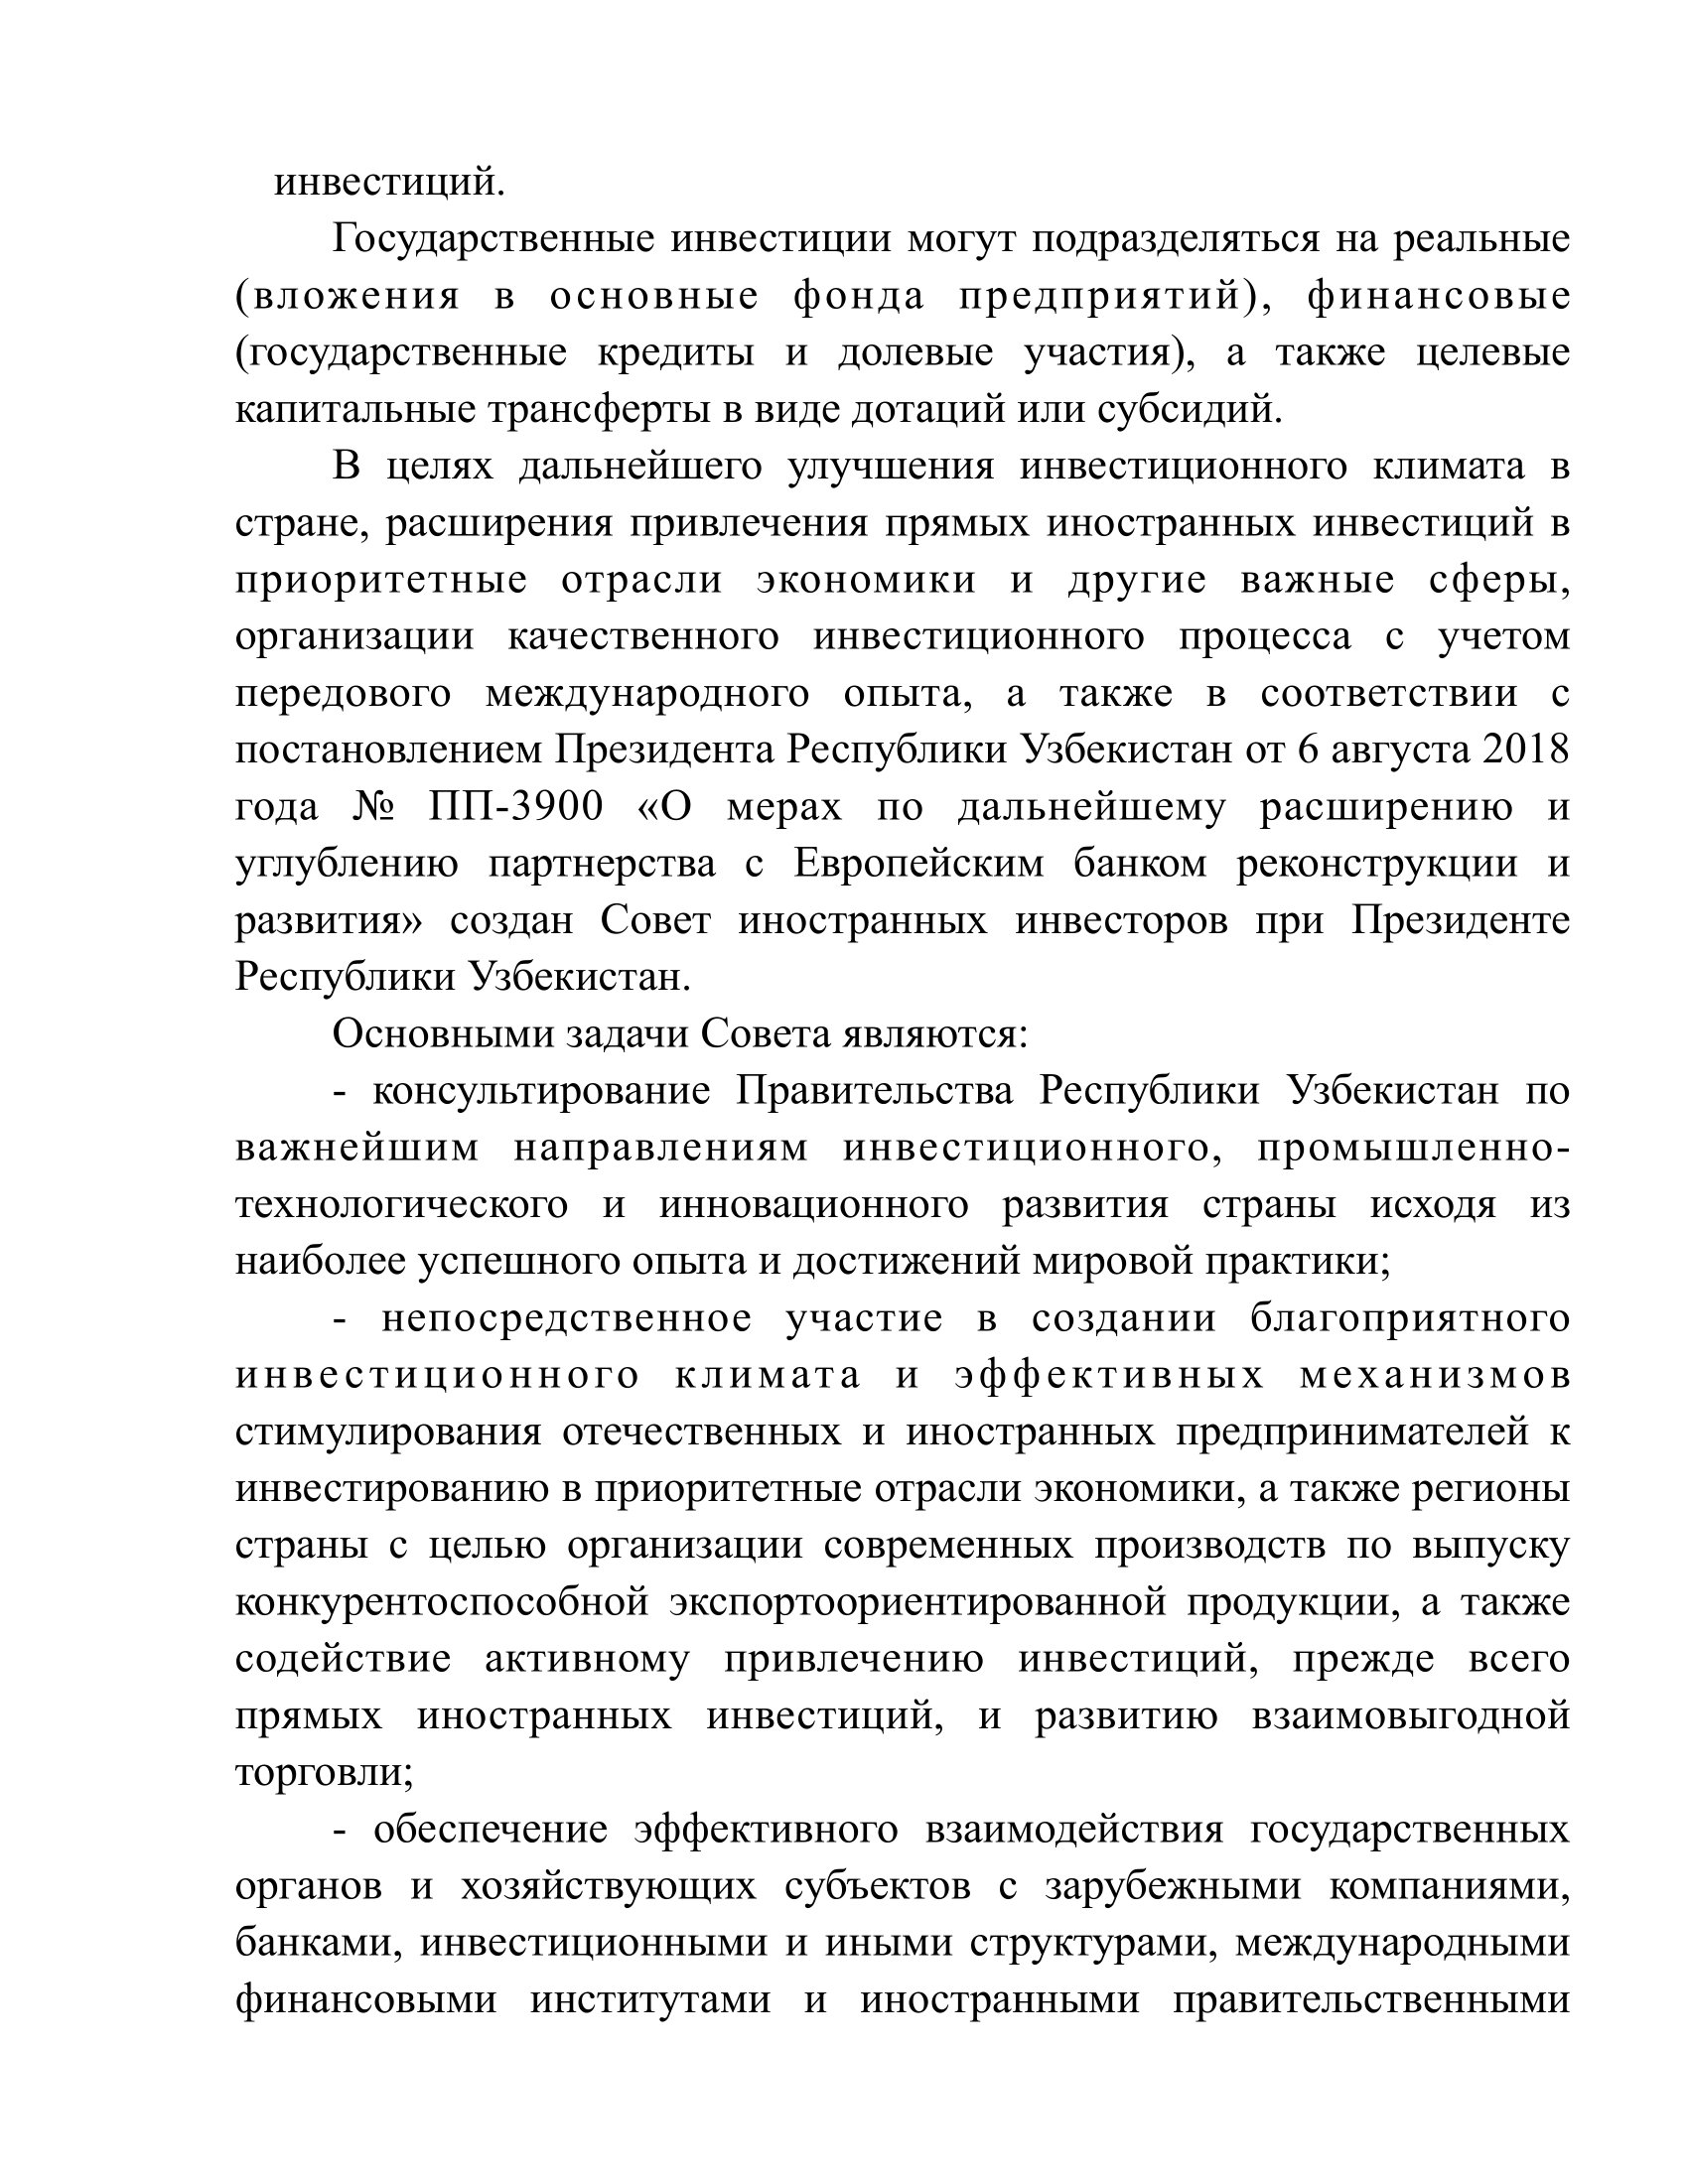 инвестиций.
Государственные инвестиции могут подразделяться на реальные
(вложения в основные фонда предприятий), финансовые
(государственные кредиты и долевые участия), а также целевые
капитальные трансферты в виде дотаций или субсидий.
В целях дальнейшего улучшения инвестиционного климата в
стране, расширения привлечения прямых иностранных инвестиций в
приоритетные отрасли экономики и другие важные сферы,
организации качественного инвестиционного процесса с учетом
передового международного опыта, а также в соответствии с
постановлением Президента Республики Узбекистан от 6 августа 2018
года № ПП-3900 «О мерах по дальнейшему расширению и
углублению партнерства с Европейским банком реконструкции и
развития» создан Совет иностранных инвесторов при Президенте
Республики Узбекистан.
Основными задачи Совета являются:
- консультирование Правительства Республики Узбекистан по
важнейшим направлениям инвестиционного, промышленно-
технологического и инновационного развития страны исходя из
наиболее успешного опыта и достижений мировой практики;
- непосредственное участие в создании благоприятного
инвестиционного климата и эффективных механизмов
стимулирования отечественных и иностранных предпринимателей к
инвестированию в приоритетные отрасли экономики, а также регионы
страны с целью организации современных производств по выпуску
конкурентоспособной экспортоориентированной продукции, а также
содействие активному привлечению инвестиций, прежде всего
прямых иностранных инвестиций, и развитию взаимовыгодной
торговли;
- обеспечение эффективного взаимодействия государственных
органов и хозяйствующих субъектов с зарубежными компаниями,
банками, инвестиционными и иными структурами, международными
финансовыми институтами и иностранными правительственными